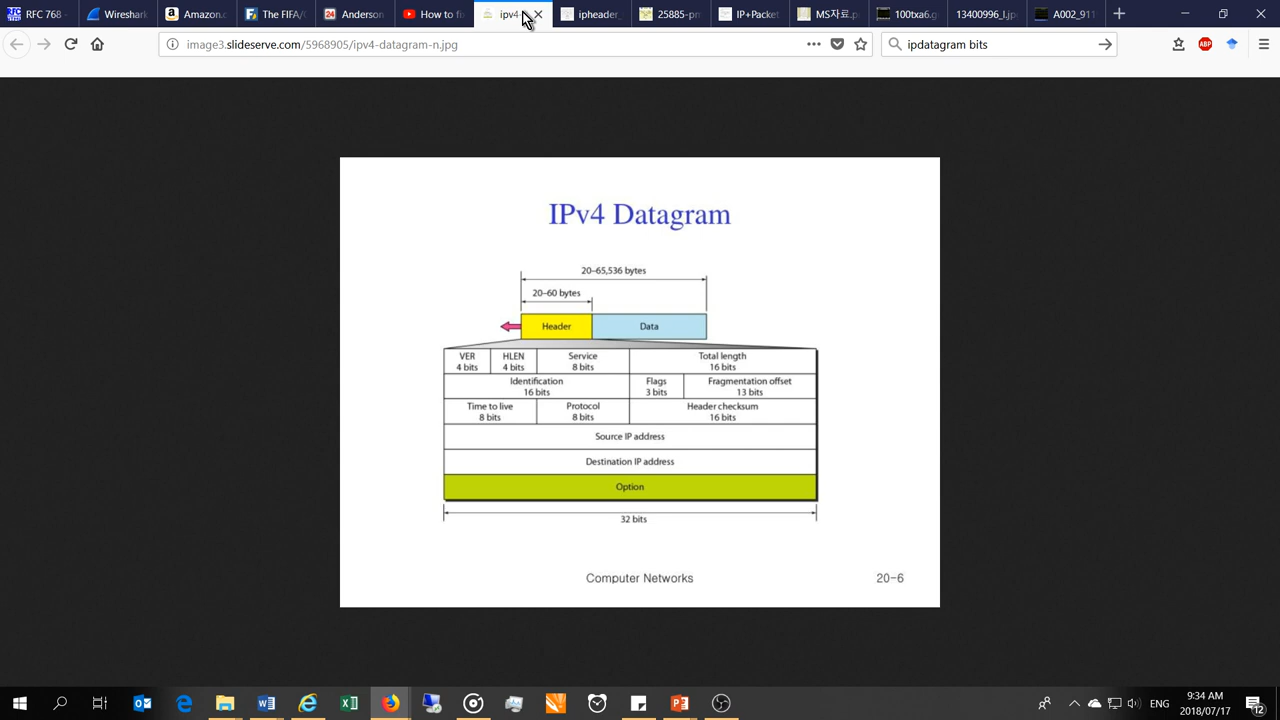 RFC 768
Wireshark
Amazon
The FIFA/
Anderson
How to fi
ipv4
ipheader
25885-pn
IP+Packet
MS자료.p
100txa6.g
13400996_l.jp
A002_911
image3.slideserve.com/5968905/ipv4-datagram-n.jpg
ipdatagram bits
ABP
IPv4 Datagram
20–65,536 bytes
20–60 bytes
Header
Data
VER
4 bits
HLEN
4 bits
Service
8 bits
Total length
16 bits
Identification
16 bits
Flags
3 bits
Fragmentation offset
13 bits
Time to live
8 bits
Protocol
8 bits
Header checksum
16 bits
Source IP address
Destination IP address
Option
32 bits
Computer Networks
20-6
ENG
9:34 AM
2018/07/17
12